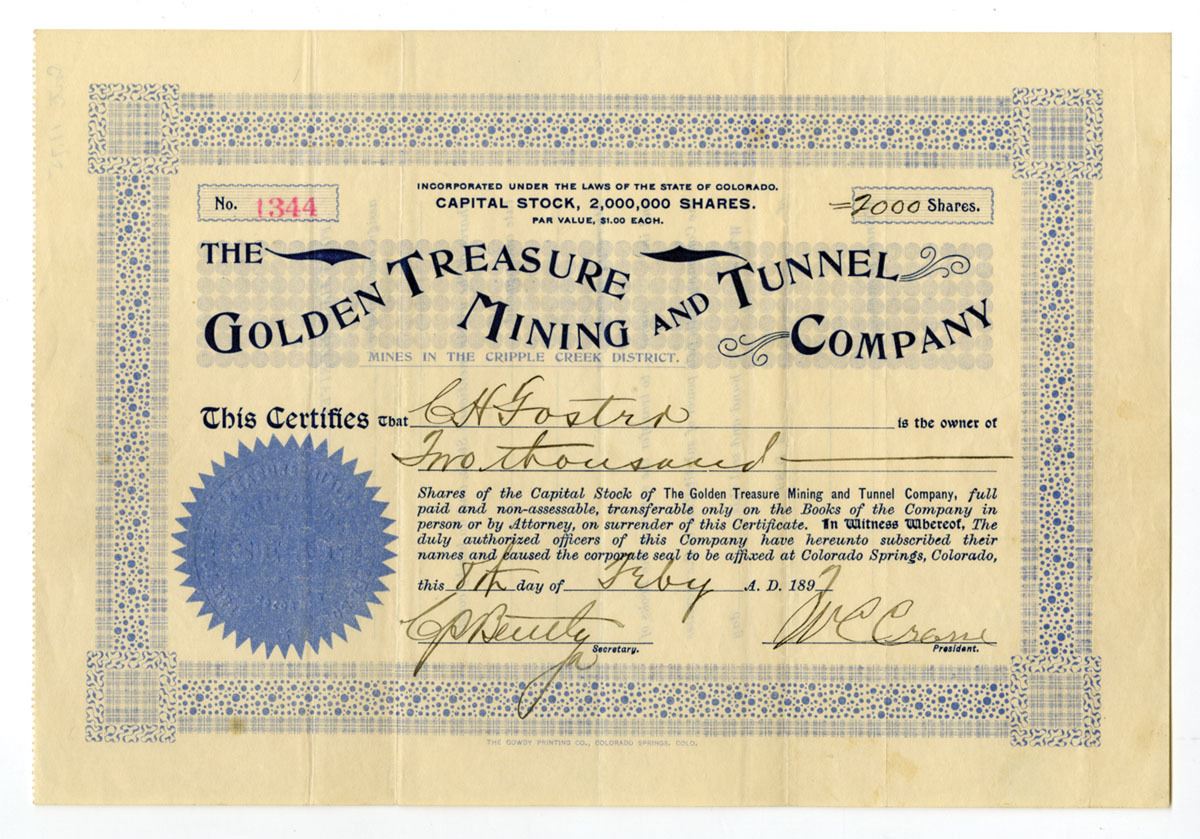 INCORPORATED UNDER THE LAWS OF THE STATE OF COLORADO.
No. 1344
CAPITAL STOCK, 2,000,000 SHARES.
=2000 Shares.
PAR VALUE, $1.00 EACH.
THE GOLDEN TREASURE MINING AND TUNNEL COMPANY
MINES IN THE CRIPPLE CREEK DISTRICT.
This Certifies That C H Fostrd is the owner of
Two thousand
Shares of the Capital Stock of The Golden Treasure Mining and Tunnel Company, full
paid and non-assessable, transferable only on the Books of the Company in
person or by Attorney, on surrender of this Certificate. In Witness Whereof, The
duly authorized officers of this Company have hereunto subscribed their
names and caused the corporate seal to be affixed at Colorado Springs, Colorado,
this 8th day of Feby A. D. 1897
C P Bently Jr
W C Crane
Secretary.
President.
THE GOWDY PRINTING CO., COLORADO SPRINGS, COLO.